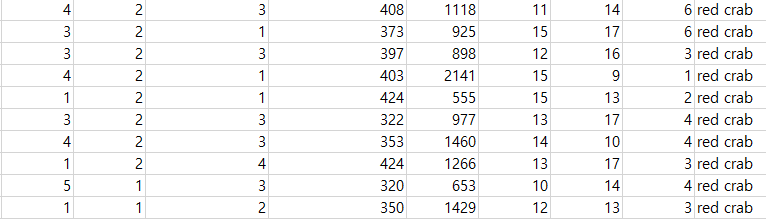 4 2 3 408 1118 11 14 6 red crab
3 2 1 373 925 15 17 6 red crab
3 2 3 397 898 12 16 3 red crab
4 2 1 403 2141 15 9 1 red crab
1 2 1 424 555 15 13 2 red crab
3 2 3 322 977 13 17 4 red crab
4 2 3 353 1460 14 10 4 red crab
1 2 4 424 1266 13 17 3 red crab
5 1 3 320 653 10 14 4 red crab
1 1 2 350 1429 12 13 3 red crab